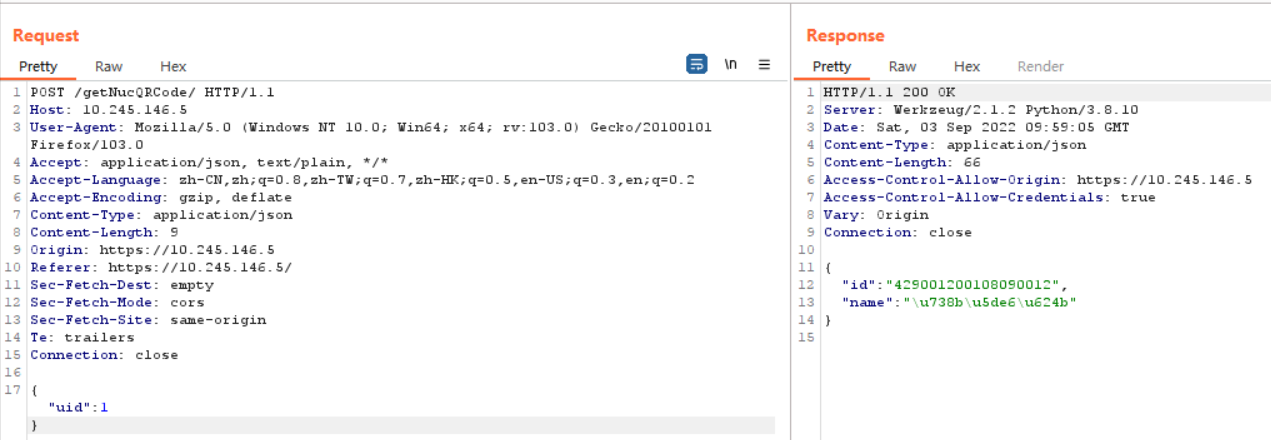 Request
Pretty Raw Hex \n
1 POST /getNucQRCode/ HTTP/1.1
2 Host: 10.245.146.5
3 User-Agent: Mozilla/5.0 (Windows NT 10.0; Win64; x64; rv:103.0) Gecko/20100101
Firefox/103.0
4 Accept: application/json, text/plain, */*
5 Accept-Language: zh-CN,zh;q=0.8,zh-TW;q=0.7,zh-HK;q=0.5,en-US;q=0.3,en;q=0.2
6 Accept-Encoding: gzip, deflate
7 Content-Type: application/json
8 Content-Length: 9
9 Origin: https://10.245.146.5
10 Referer: https://10.245.146.5/
11 Sec-Fetch-Dest: empty
12 Sec-Fetch-Mode: cors
13 Sec-Fetch-Site: same-origin
14 Te: trailers
15 Connection: close
16
17 {
"uid":1
}
Response
Pretty Raw Hex Render
1 HTTP/1.1 200 OK
2 Server: Werkzeug/2.1.2 Python/3.8.10
3 Date: Sat, 03 Sep 2022 09:59:05 GMT
4 Content-Type: application/json
5 Content-Length: 66
6 Access-Control-Allow-Origin: https://10.245.146.5
7 Access-Control-Allow-Credentials: true
8 Vary: Origin
9 Connection: close
10
11 {
12 "id":"429001200108090012",
13 "name":"\u738b\u5de6\u624b"
14 }
15